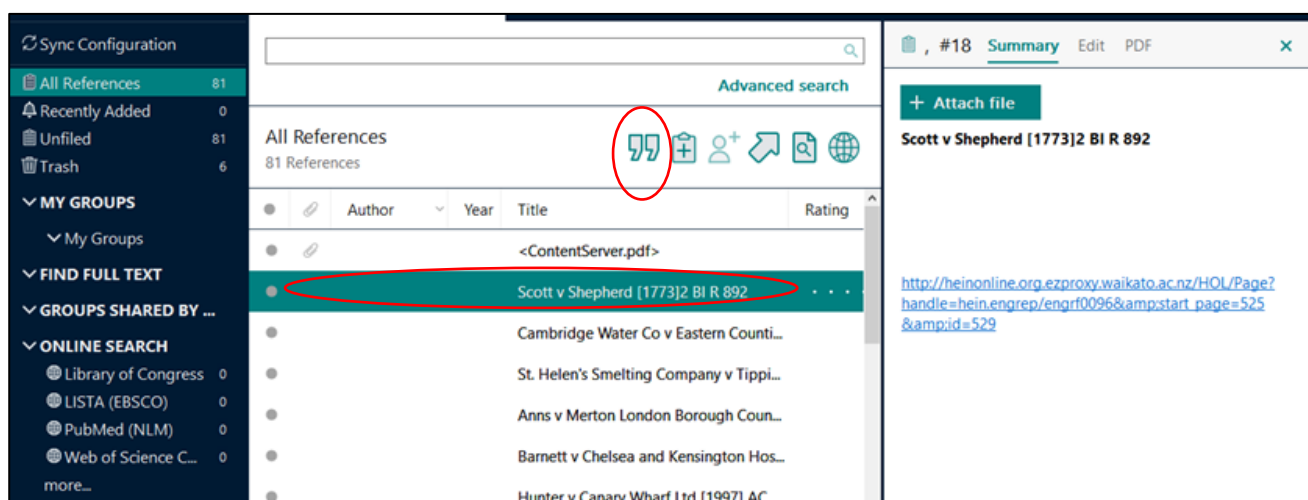 Sync Configuration
All References 81
Recently Added 0
Unfiled 81
Trash 6
MY GROUPS
My Groups
FIND FULL TEXT
GROUPS SHARED BY ...
ONLINE SEARCH
Library of Congress 0
LISTA (EBSCO) 0
PubMed (NLM) 0
Web of Science C... 0
more...
Advanced search
All References
81 References
Author Year Title Rating
<ContentServer.pdf>
Scott v Shepherd [1773]2 BI R 892
Cambridge Water Co v Eastern Counti...
St. Helen's Smelting Company v Tippi...
Anns v Merton London Borough Coun...
Barnett v Chelsea and Kensington Hos...
Hunter v Canary Wharf Ltd [1997] AC
, #18 Summary Edit PDF
+ Attach file
Scott v Shepherd [1773]2 BI R 892
http://heinonline.org.ezproxy.waikato.ac.nz/HOL/Page?
handle=hein.engrep/engrf0096&amp;start_page=525
&amp;id=529